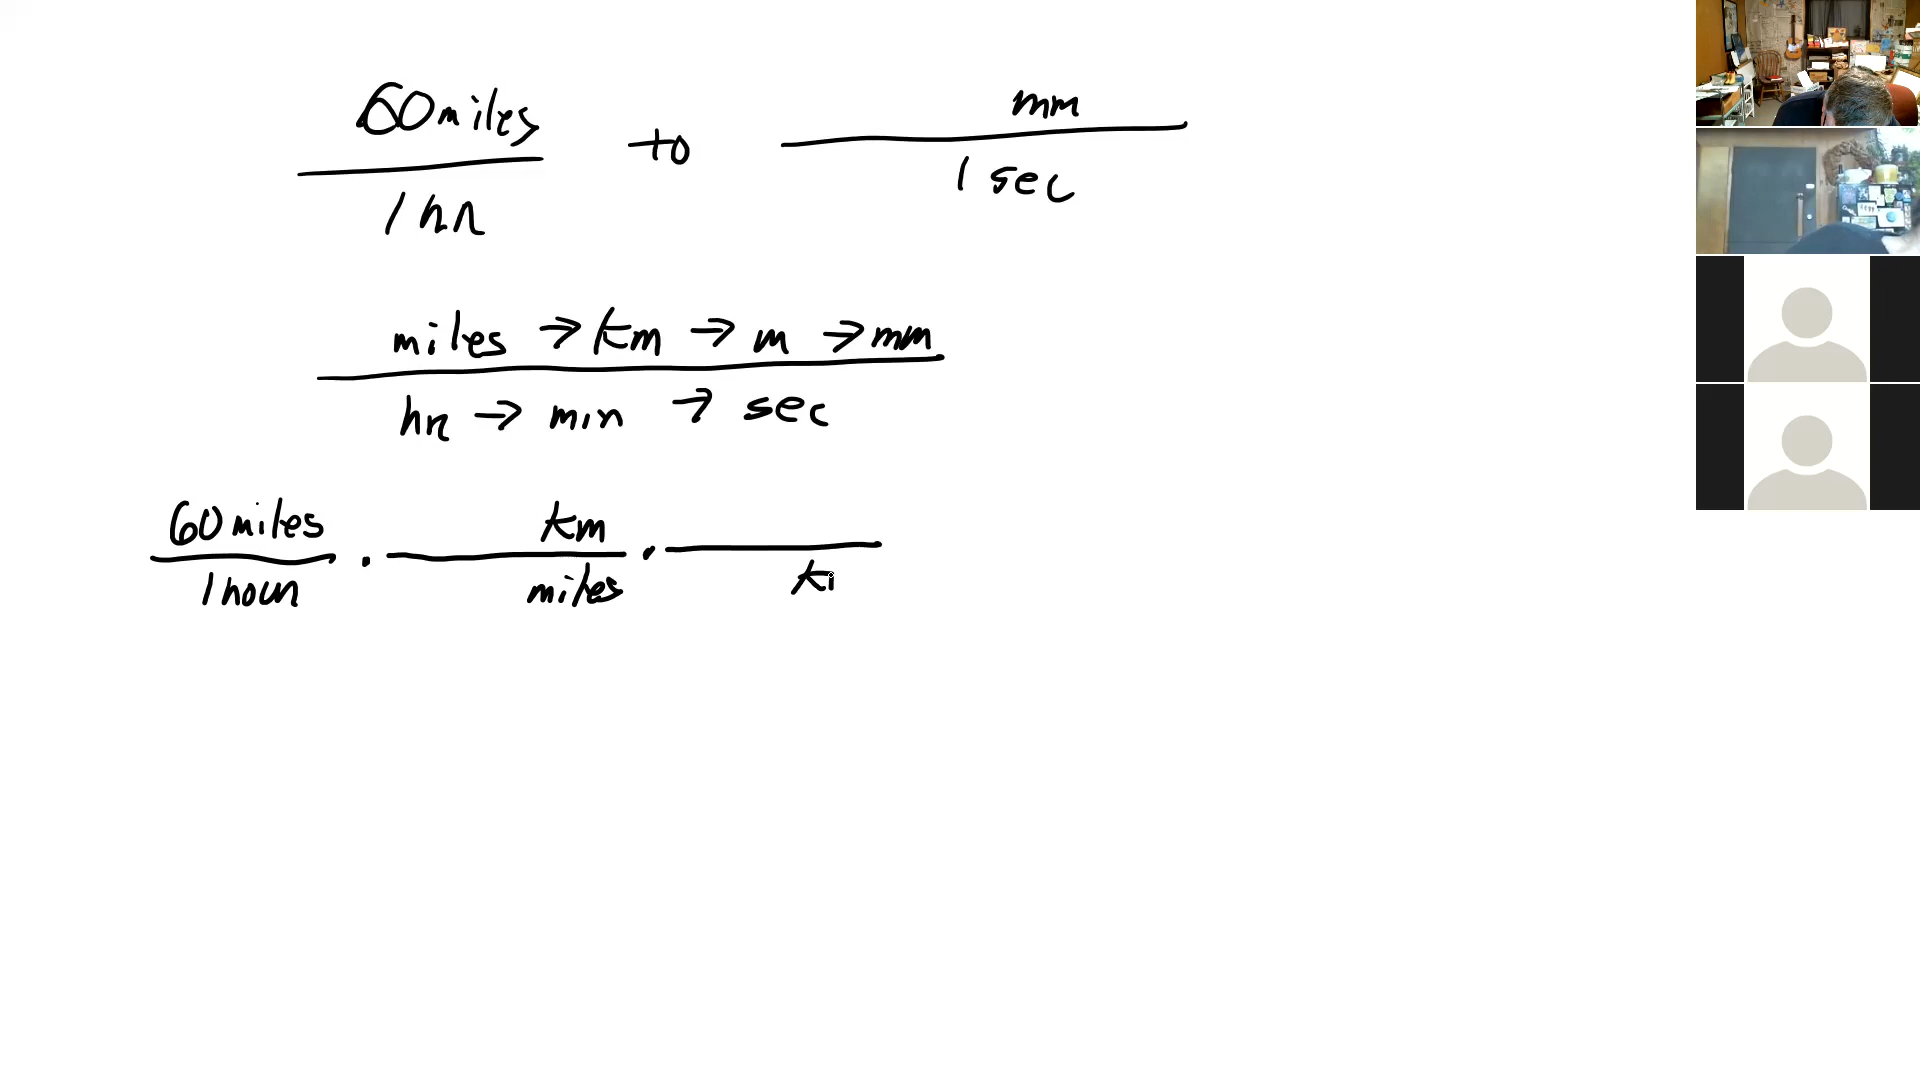 60 miles to mm
1 hr 1 sec
miles → km → m → mm
hr → min → sec
60 miles . km .
1 hour miles k